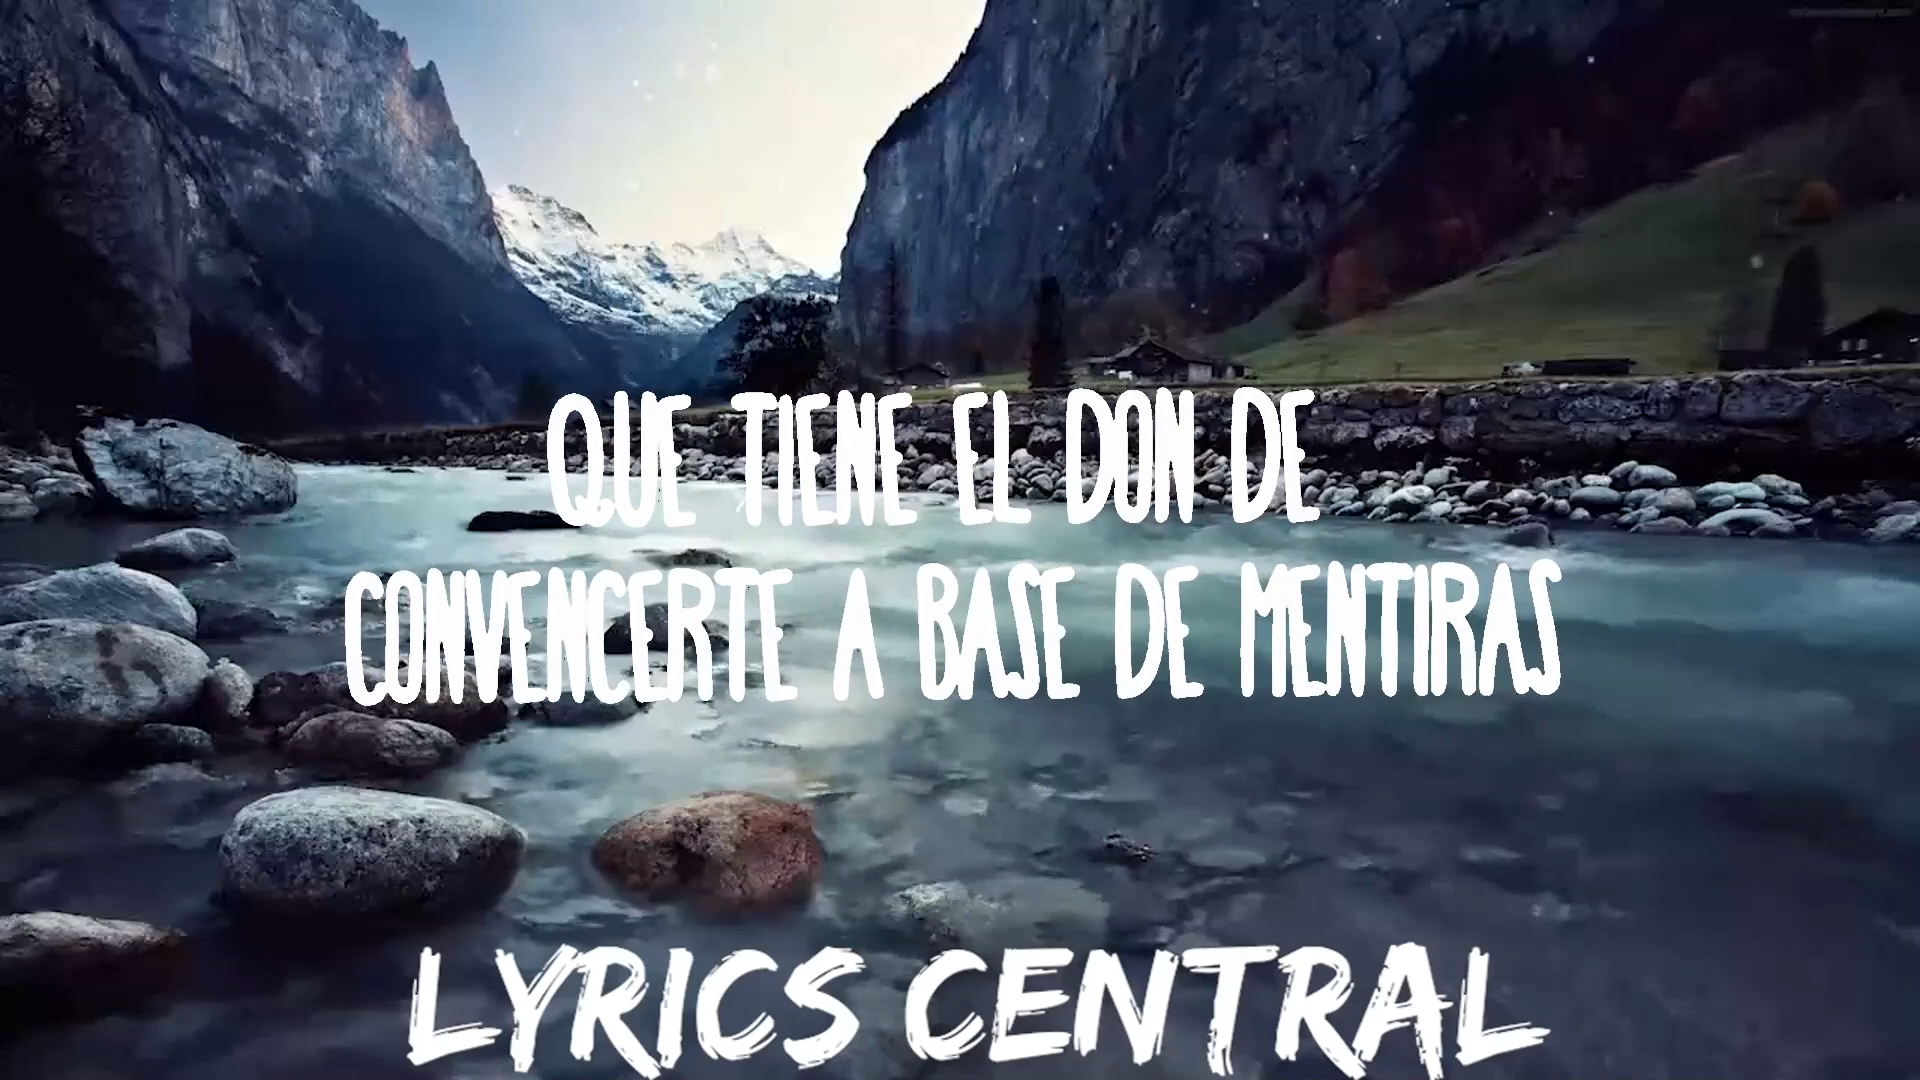 QUE TIENE EL DON DE
CONVENCERTE A BASE DE MENTIRAS
LYRICS CENTRAL